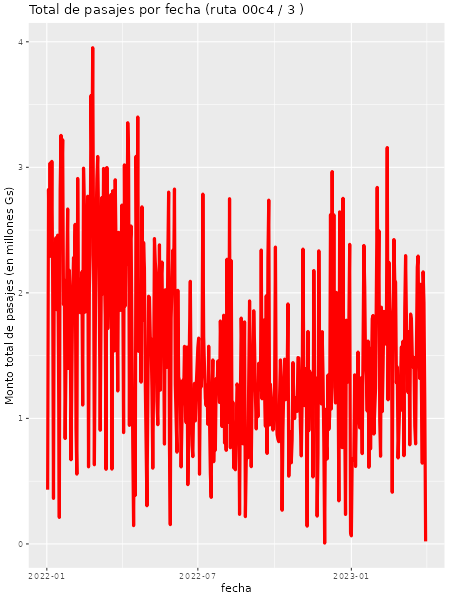 Total de pasajes por fecha (ruta 00c4 / 3 )
Monto total de pasajes (en millones Gs)
4
3
2
1
0
2022-01
2022-07
2023-01
fecha